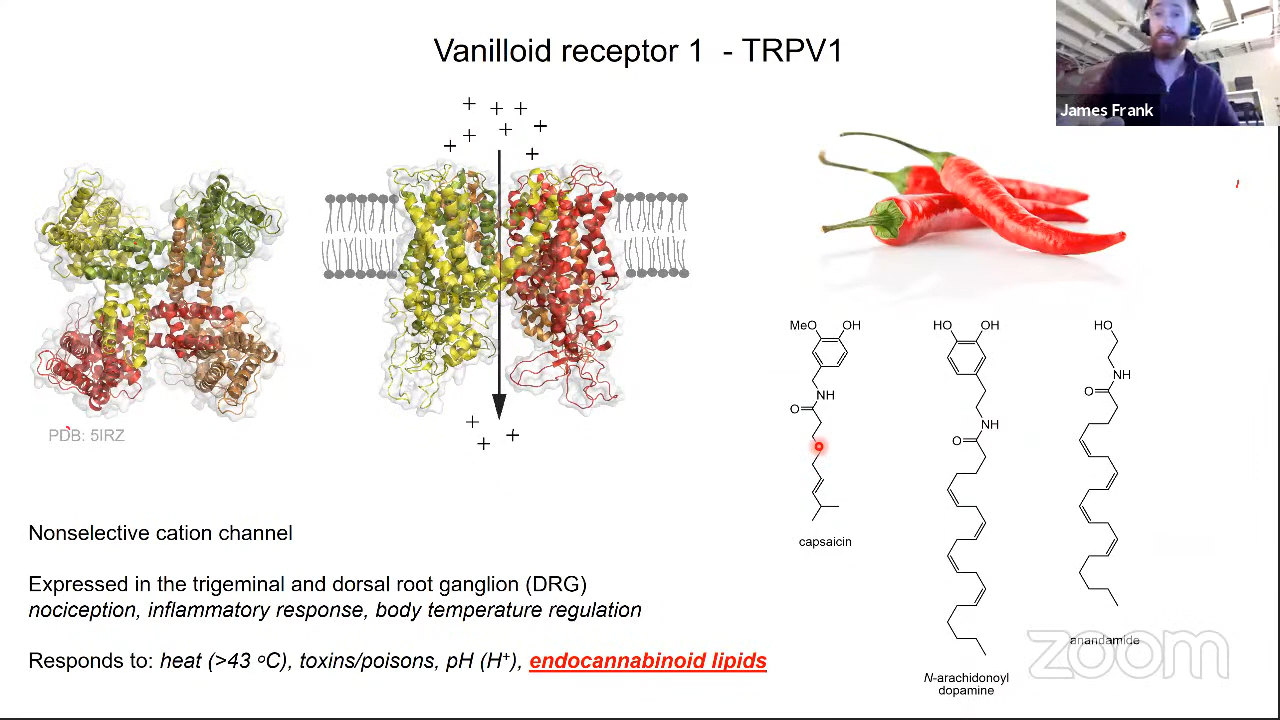 Vanilloid receptor 1 - TRPV1
James Frank
+ + +
+ + +
+ +
+ +
+
PDB: 5IRZ
MeO OH
NH
O
capsaicin
HO OH
NH
O
N-arachidonoyl
dopamine
HO
NH
O
anandamide
Nonselective cation channel
Expressed in the trigeminal and dorsal root ganglion (DRG)
nociception, inflammatory response, body temperature regulation
Responds to: heat (>43 ºC), toxins/poisons, pH (H⁺), endocannabinoid lipids
zoom